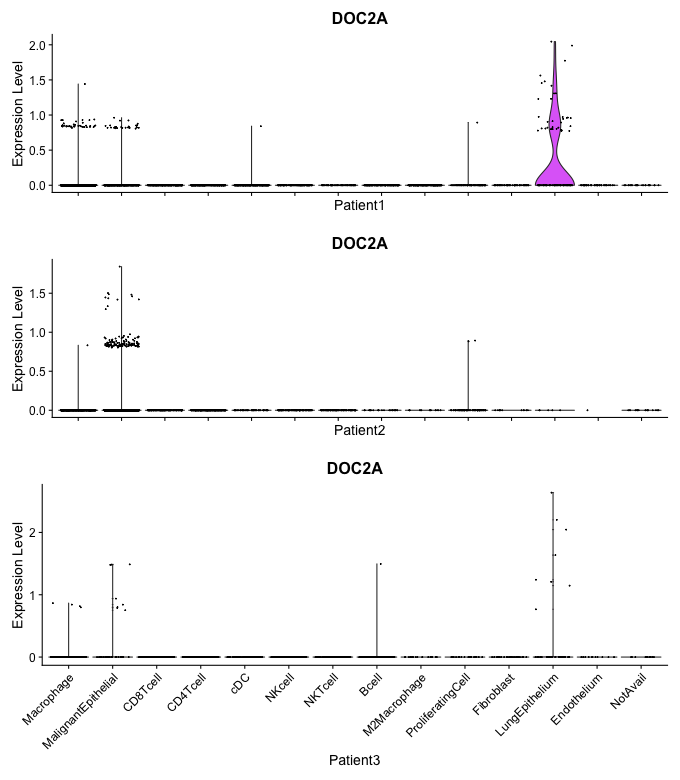 DOC2A
Expression Level
2.0
1.5
1.0
0.5
0.0
Patient1
DOC2A
Expression Level
1.5
1.0
0.5
0.0
Patient2
DOC2A
Expression Level
2
1
0
Macrophage
MalignantEpithelial
CD8Tcell
CD4Tcell
cDC
NKcell
NKTcell
Bcell
M2Macrophage
ProliferatingCell
Fibroblast
LungEpithelium
Endothelium
NotAvail
Patient3